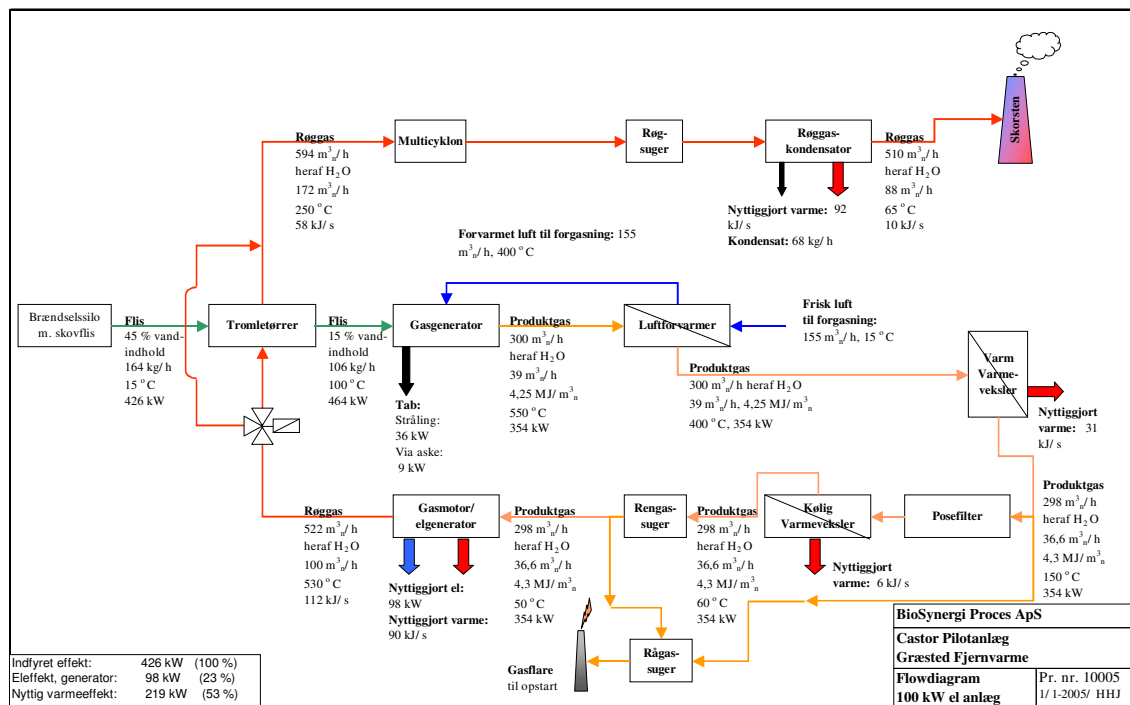 Skorsten
Røggas
594 m³ₙ/ h
heraf H₂O
172 m³ₙ/ h
250 °C
58 kJ/ s
Multicyklon
Røg-
suger
Røggas-
kondensator
Røggas
510 m³ₙ/ h
heraf H₂O
88 m³ₙ/ h
65 °C
10 kJ/ s
Nyttiggjort varme: 92
kJ/ s
Kondensat: 68 kg/ h
Forvarmet luft til forgasning: 155
m³ₙ/ h, 400 °C
Brændselssilo
m. skovflis
Flis
45 % vand-
indhold
164 kg/ h
15 °C
426 kW
Tromletørrer
Flis
15 % vand-
indhold
106 kg/ h
100 °C
464 kW
Gasgenerator
Tab:
Stråling:
36 kW
Via aske:
9 kW
Produktgas
300 m³ₙ/ h
heraf H₂O
39 m³ₙ/ h
4,25 MJ/ m³ₙ
550 °C
354 kW
Luftforvarmer
Frisk luft
til forgasning:
155 m³ₙ/ h, 15 °C
Produktgas
300 m³ₙ/ h heraf H₂O
39 m³ₙ/ h, 4,25 MJ/ m³ₙ
400 °C, 354 kW
Varm
Varme-
veksler
Nyttiggjort
varme: 31
kJ/ s
Røggas
522 m³ₙ/ h
heraf H₂O
100 m³ₙ/ h
530 °C
112 kJ/ s
Gasmotor/
elgenerator
Nyttiggjort el:
98 kW
Nyttiggjort varme:
90 kJ/ s
Produktgas
298 m³ₙ/ h
heraf H₂O
36,6 m³ₙ/ h
4,3 MJ/ m³ₙ
50 °C
354 kW
Rengas-
suger
Produktgas
298 m³ₙ/ h
heraf H₂O
36,6 m³ₙ/ h
4,3 MJ/ m³ₙ
60 °C
354 kW
Kølig
Varmeveksler
Nyttiggjort
varme: 6 kJ/ s
Posefilter
Produktgas
298 m³ₙ/ h
heraf H₂O
36,6 m³ₙ/ h
4,3 MJ/ m³ₙ
150 °C
354 kW
Gasflare
til opstart
Rågas-
suger
Indfyret effekt: 426 kW (100 %)
Eleffekt, generator: 98 kW (23 %)
Nyttig varmeeffekt: 219 kW (53 %)
BioSynergi Proces ApS
Castor Pilotanlæg
Græsted Fjernvarme
Flowdiagram
100 kW el anlæg
Pr. nr. 10005
1/ 1-2005/ HHJ